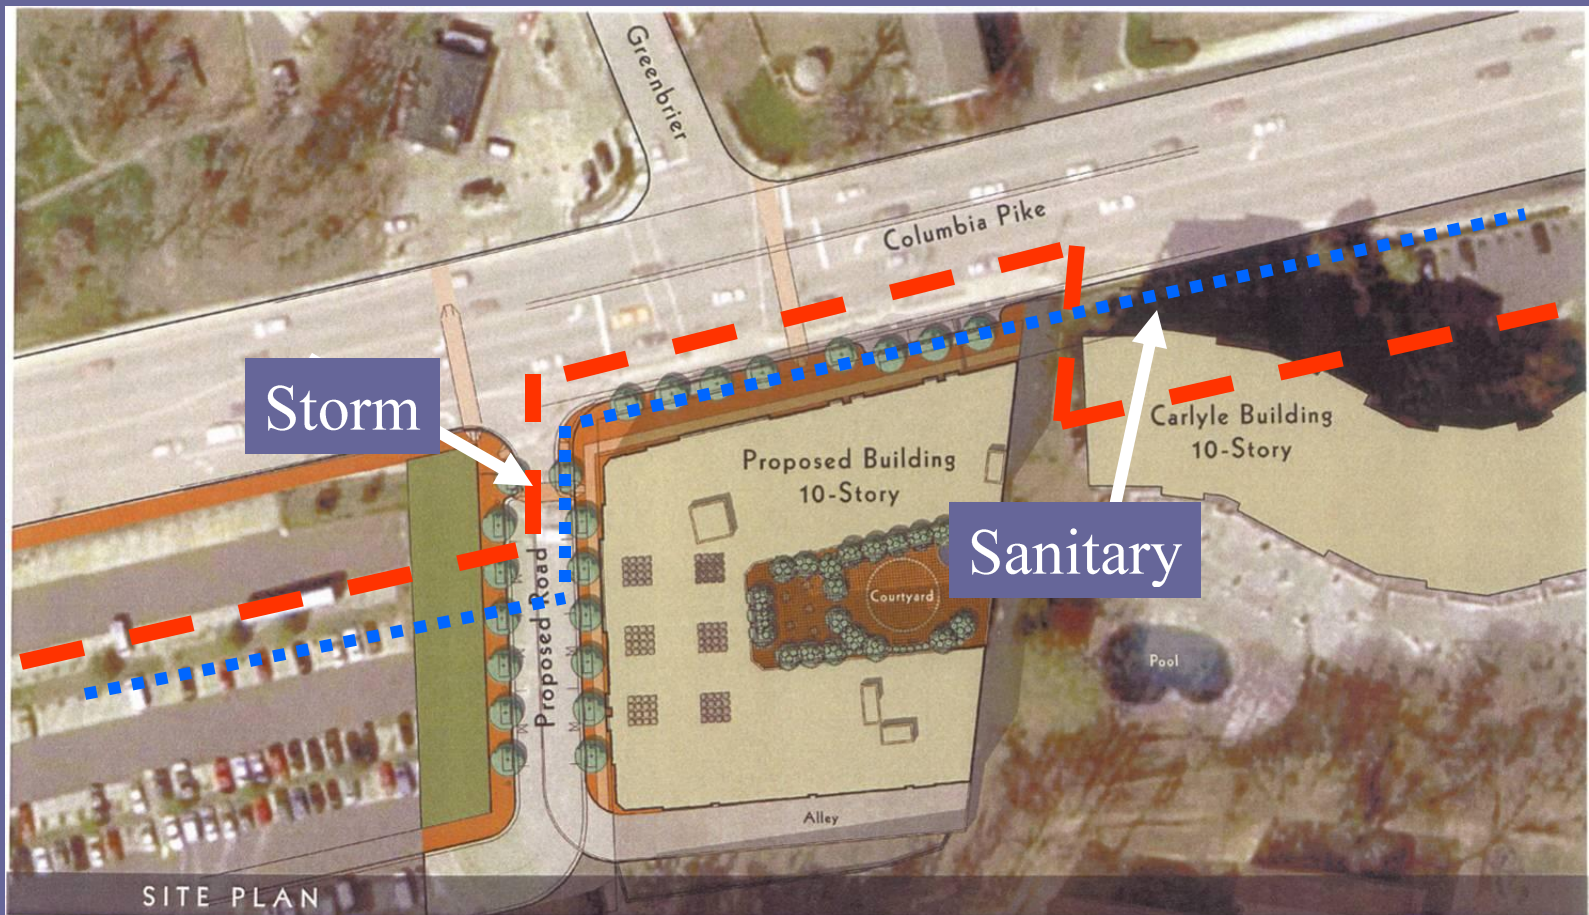 Greenbrier
Columbia Pike
Storm
Carlyle Building
10-Story
Proposed Building
10-Story
Sanitary
Proposed Road
Courtyard
Pool
Alley
SITE PLAN